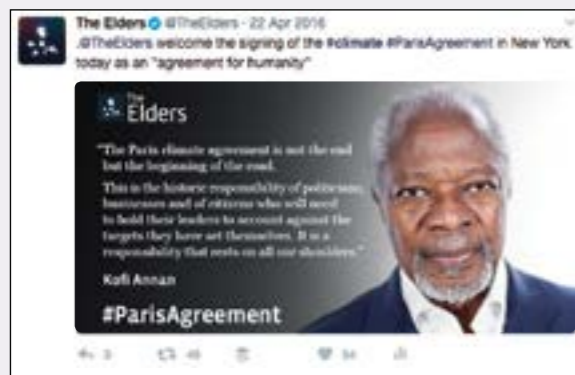 The Elders @TheElders · 22 Apr 2016
.@TheElders welcome the signing of the #climate #ParisAgreement in New York
today as an "agreement for humanity"
The
Elders
"The Paris climate agreement is not the end
but the beginning of the road.
This is the historic responsibility of politicians,
businesses and of citizens who will need
to hold their leaders to account against the
targets they have set themselves. It is a
responsibility that rests on all our shoulders."
Kofi Annan
#ParisAgreement